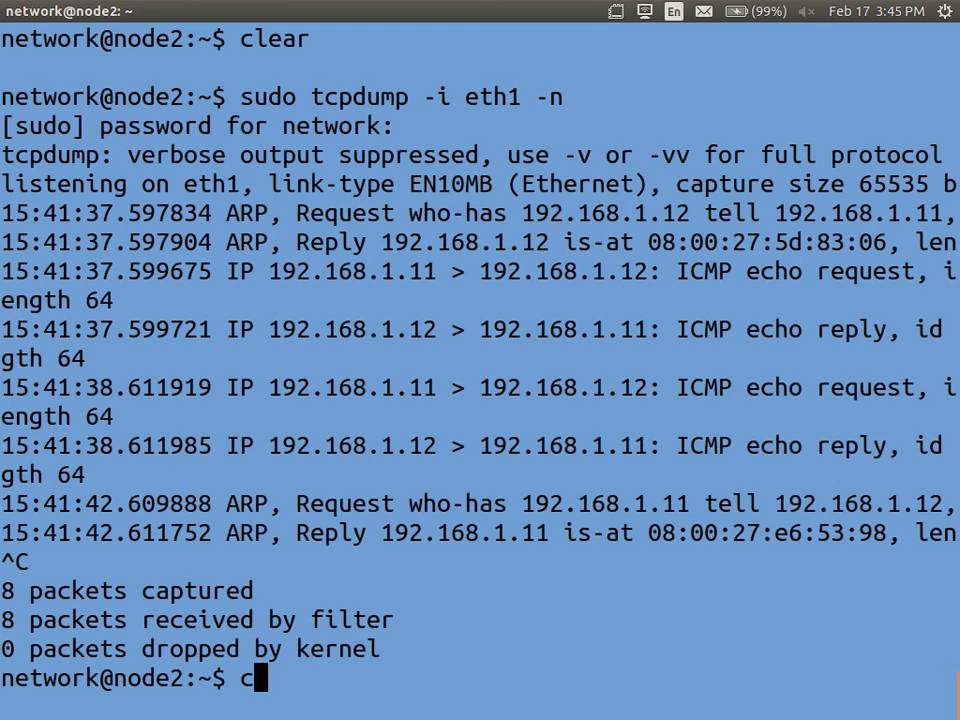 network@node2: ~
En
(99%)
Feb 17 3:45 PM
network@node2:~$ clear
network@node2:~$ sudo tcpdump -i eth1 -n
[sudo] password for network:
tcpdump: verbose output suppressed, use -v or -vv for full protocol
listening on eth1, link-type EN10MB (Ethernet), capture size 65535 b
15:41:37.597834 ARP, Request who-has 192.168.1.12 tell 192.168.1.11,
15:41:37.597904 ARP, Reply 192.168.1.12 is-at 08:00:27:5d:83:06, len
15:41:37.599675 IP 192.168.1.11 > 192.168.1.12: ICMP echo request, i
ength 64
15:41:37.599721 IP 192.168.1.12 > 192.168.1.11: ICMP echo reply, id
gth 64
15:41:38.611919 IP 192.168.1.11 > 192.168.1.12: ICMP echo request, i
ength 64
15:41:38.611985 IP 192.168.1.12 > 192.168.1.11: ICMP echo reply, id
gth 64
15:41:42.609888 ARP, Request who-has 192.168.1.11 tell 192.168.1.12,
15:41:42.611752 ARP, Reply 192.168.1.11 is-at 08:00:27:e6:53:98, len
^C
8 packets captured
8 packets received by filter
0 packets dropped by kernel
network@node2:~$ c